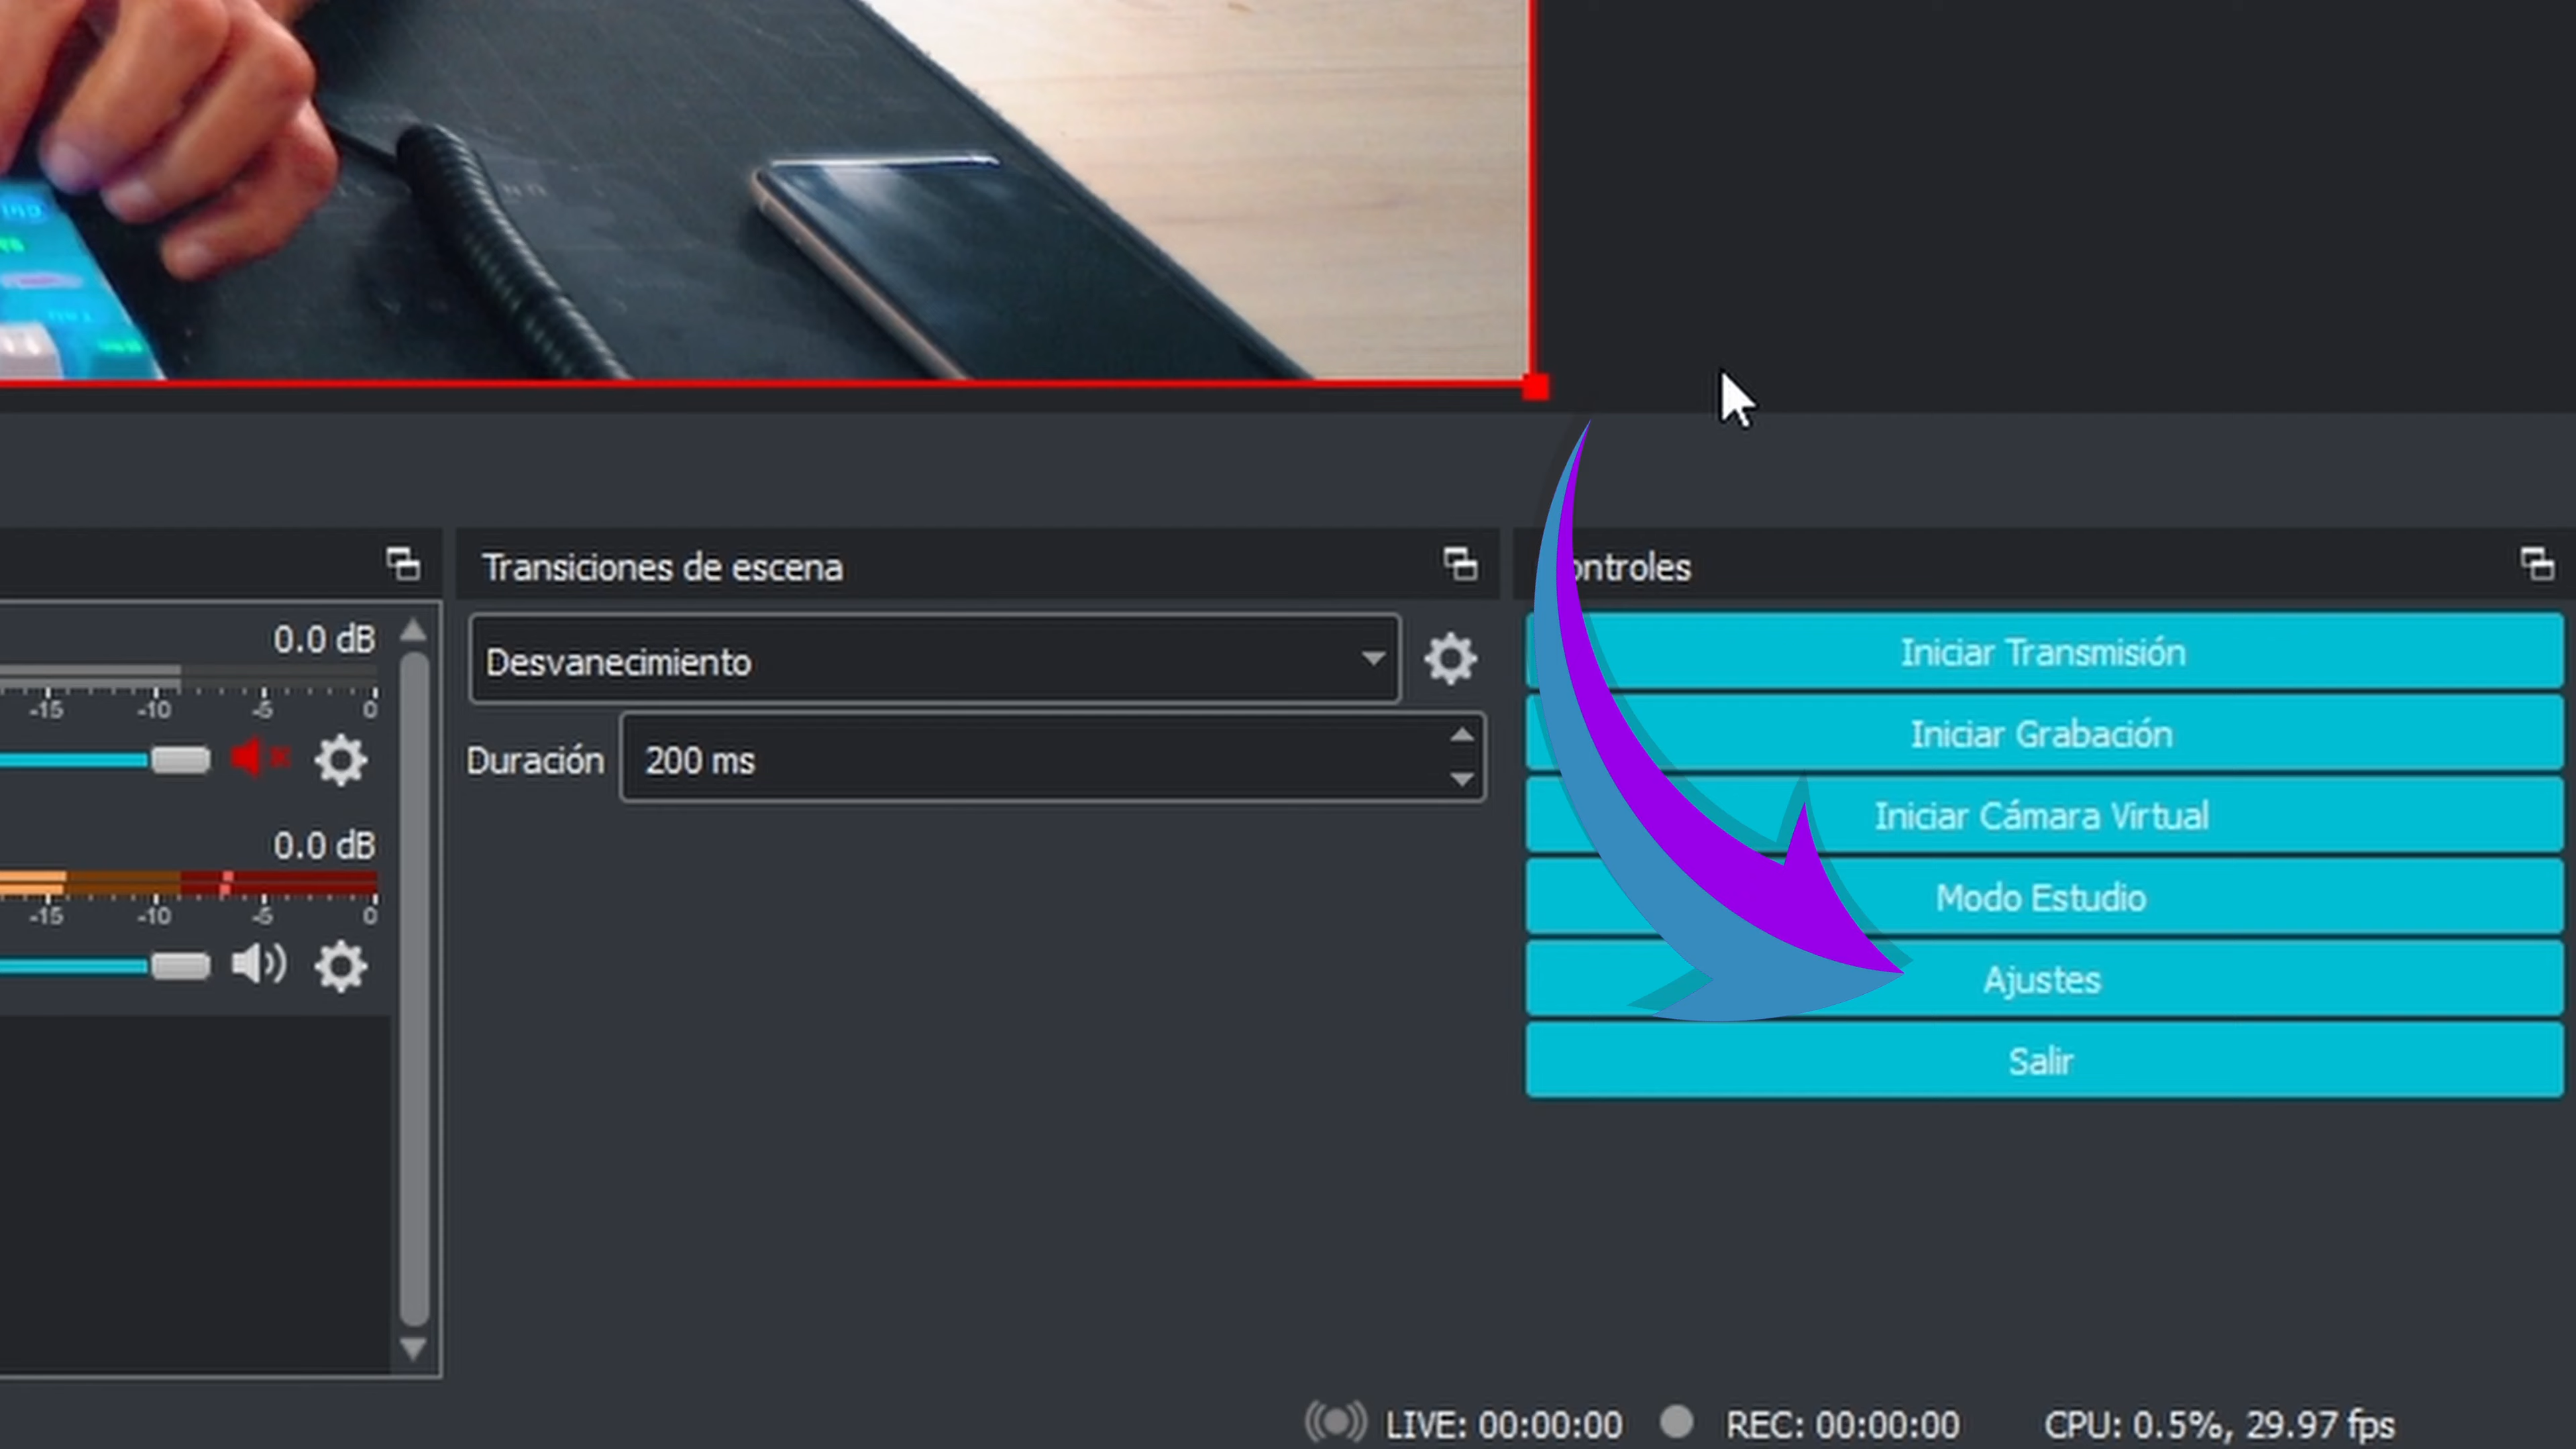 Transiciones de escena
ontroles
0.0 dB
-15 -10 -5 0
Desvanecimiento
Duración 200 ms
0.0 dB
-15 -10 -5 0
Iniciar Transmisión
Iniciar Grabación
Iniciar Cámara Virtual
Modo Estudio
Ajustes
Salir
LIVE: 00:00:00 REC: 00:00:00 CPU: 0.5%, 29.97 fps